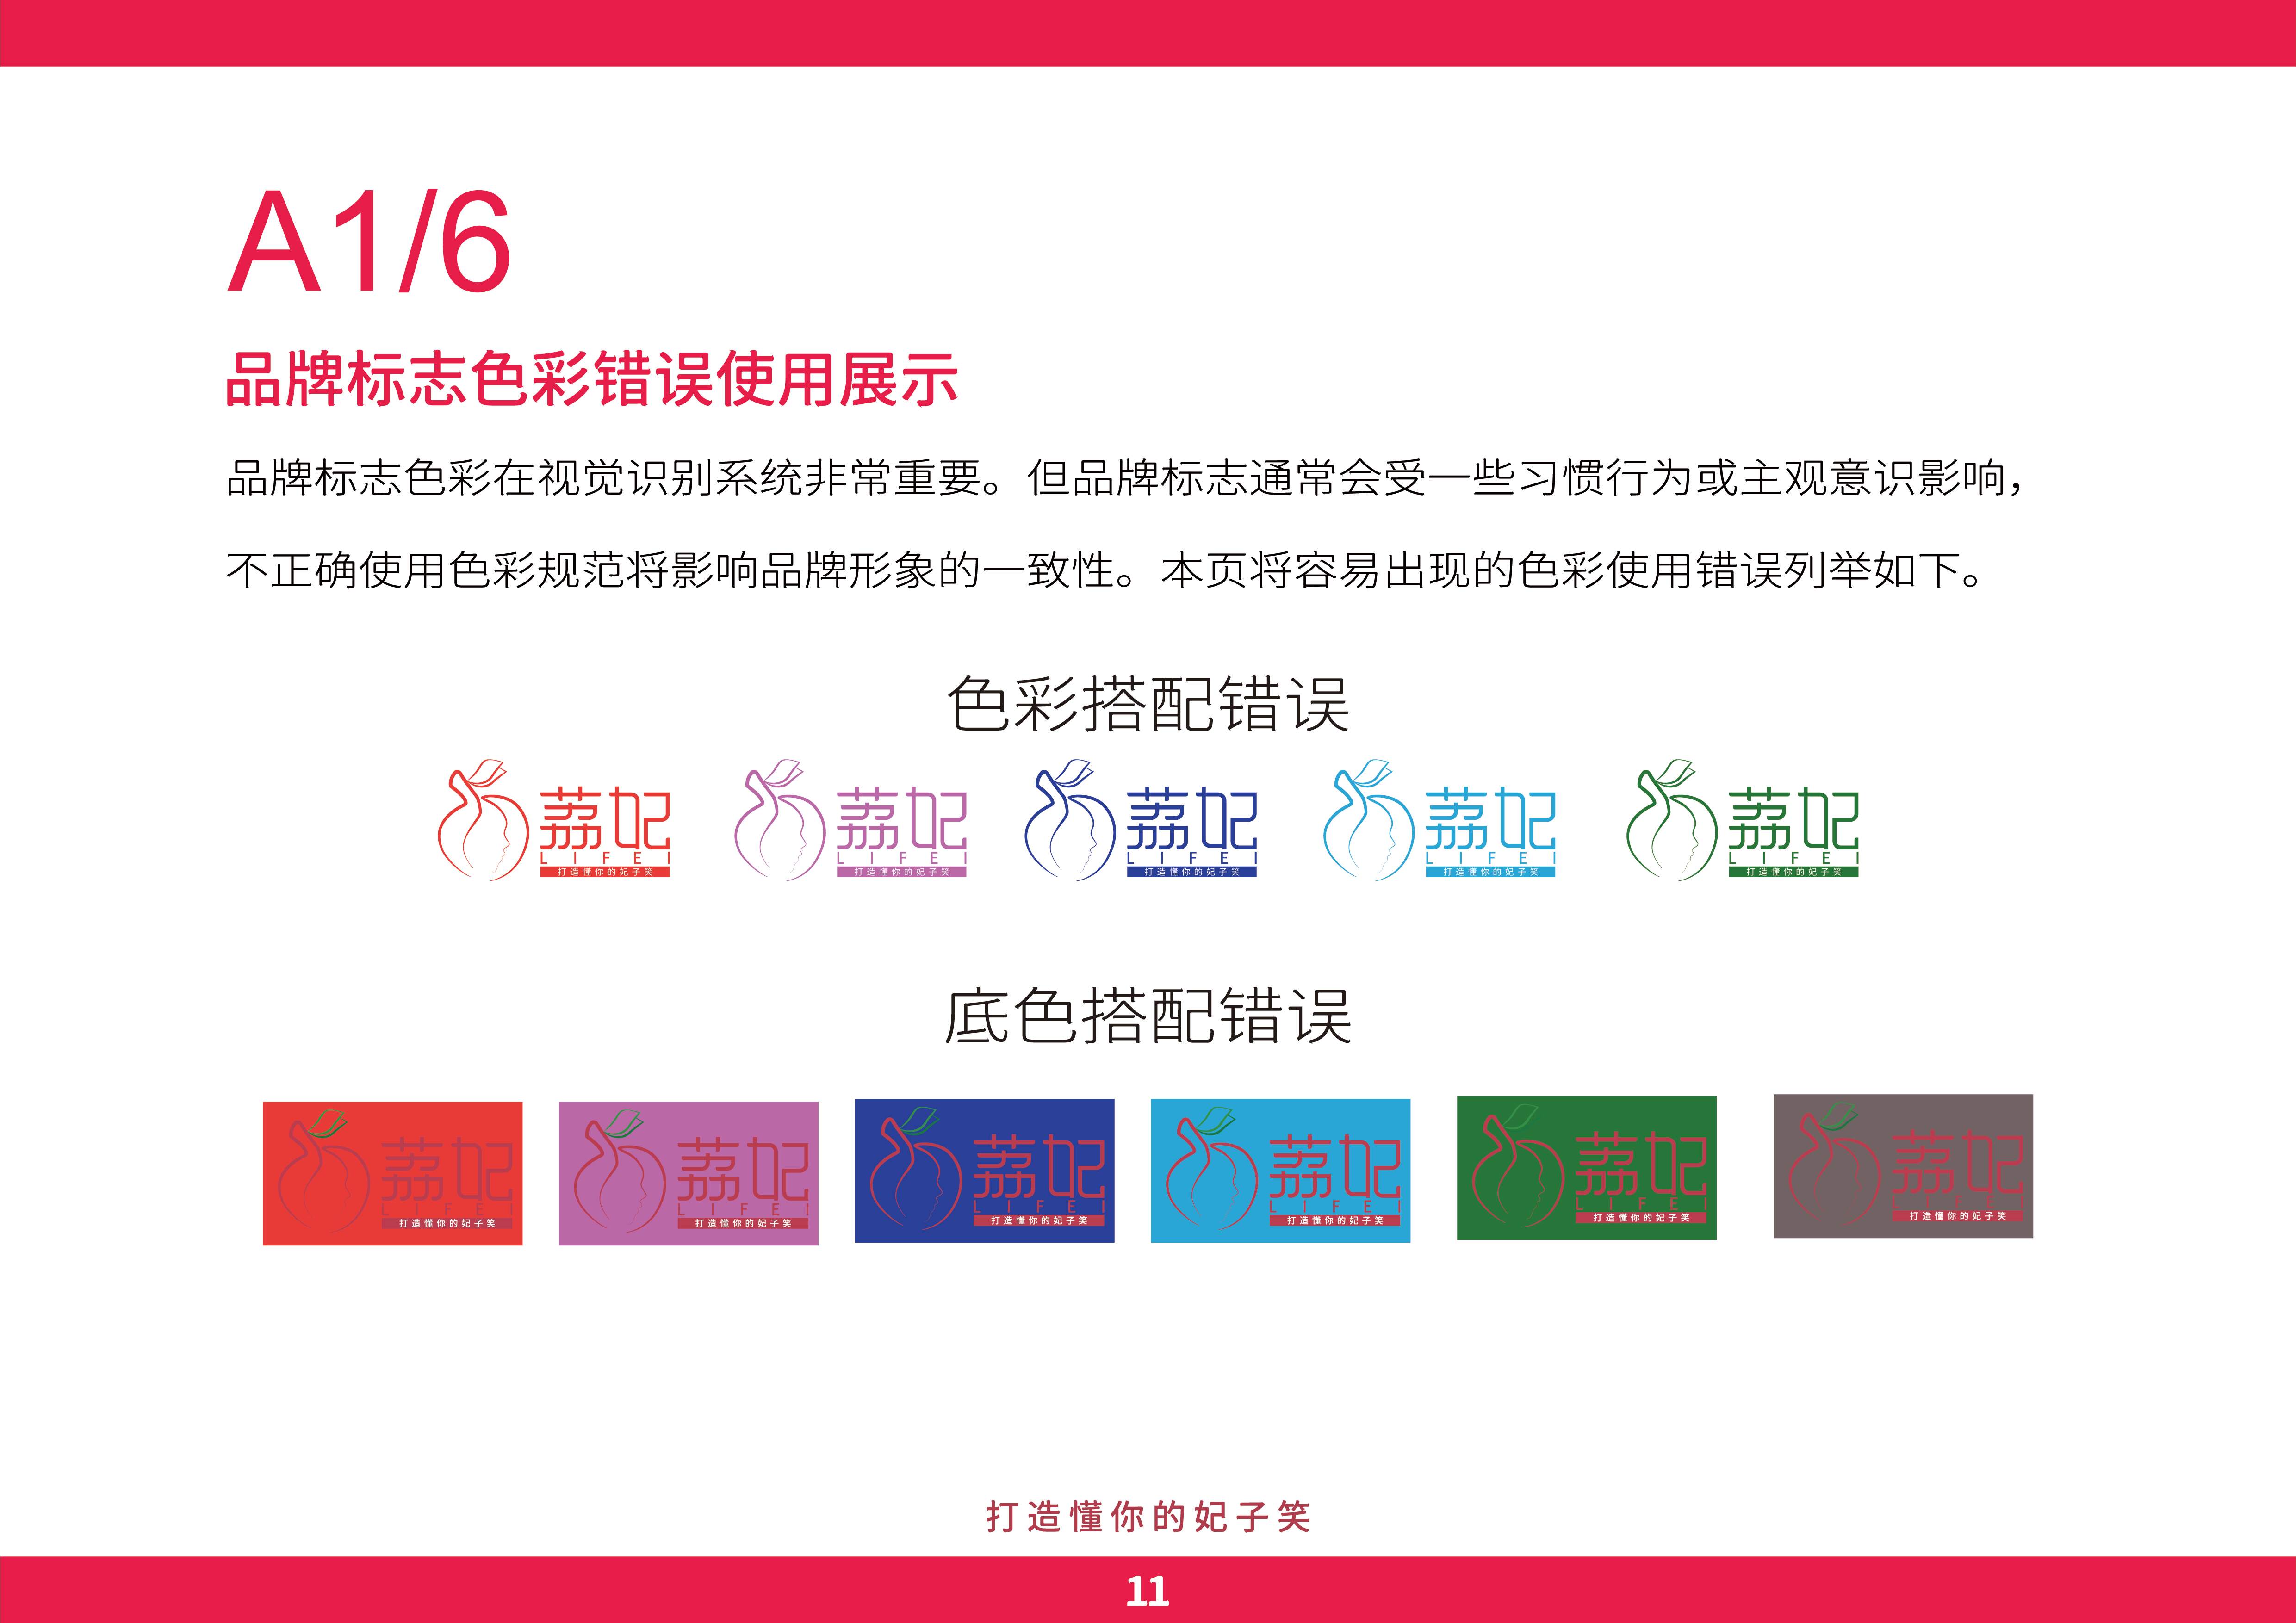 A1/6
品牌标志色彩错误使用展示
品牌标志色彩在视觉识别系统非常重要。但品牌标志通常会受一些习惯行为或主观意识影响，
不正确使用色彩规范将影响品牌形象的一致性。本页将容易出现的色彩使用错误列举如下。
色彩搭配错误
荔妃
LIFEI
打造懂你的妃子笑
荔妃
LIFEI
打造懂你的妃子笑
荔妃
LIFEI
打造懂你的妃子笑
荔妃
LIFEI
打造懂你的妃子笑
荔妃
LIFEI
打造懂你的妃子笑
底色搭配错误
荔妃
LIFEI
打造懂你的妃子笑
荔妃
LIFEI
打造懂你的妃子笑
荔妃
LIFEI
打造懂你的妃子笑
荔妃
LIFEI
打造懂你的妃子笑
荔妃
LIFEI
打造懂你的妃子笑
荔妃
LIFEI
打造懂你的妃子笑
打造懂你的妃子笑
11